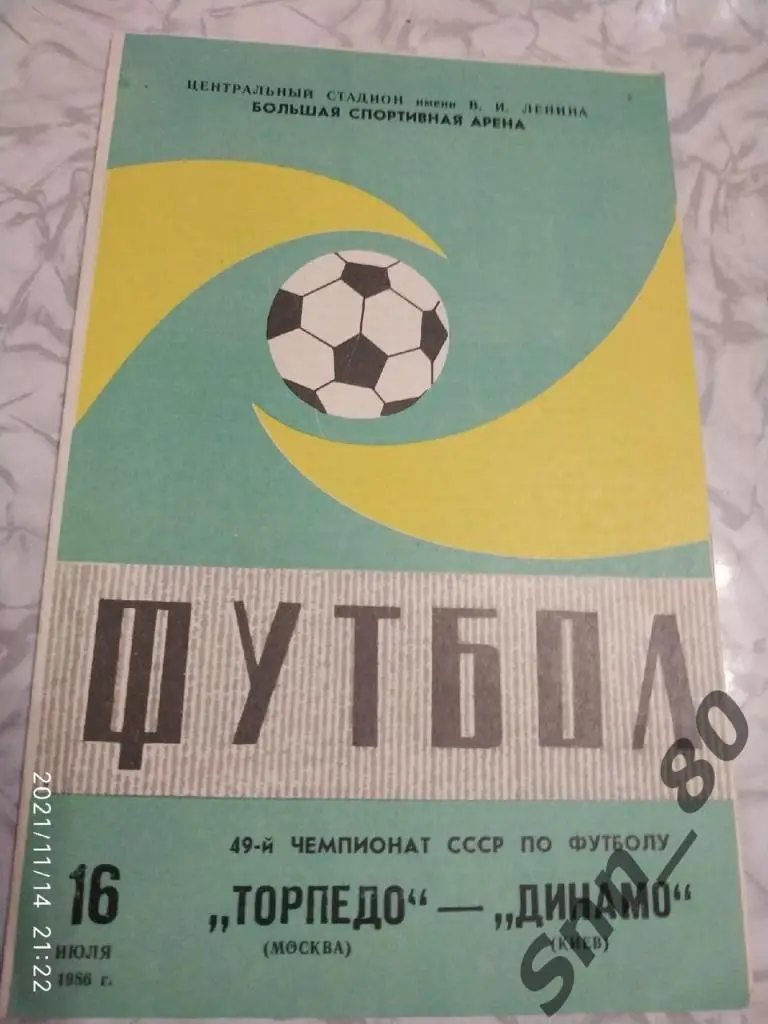 ЦЕНТРАЛЬНЫЙ СТАДИОН имени В. И. ЛЕНИНА
БОЛЬШАЯ СПОРТИВНАЯ АРЕНА
ФУТБОЛ
49-й ЧЕМПИОНАТ СССР ПО ФУТБОЛУ
16
ИЮЛЯ
1986 г.
„ТОРПЕДО“ — „ДИНАМО“
(МОСКВА) (КИЕВ)
2021/11/14 21:22
Smn_80